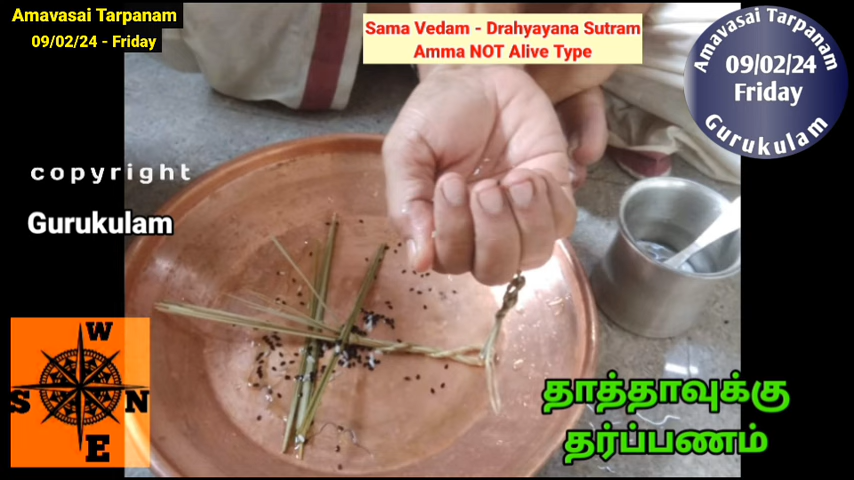 Amavasai Tarpanam
09/02/24 - Friday
Sama Vedam - Drahyayana Sutram
Amma NOT Alive Type
Amavasai Tarpanam
09/02/24
Friday
Gurukulam
copyright
Gurukulam
W
S N
E
தாத்தாவுக்கு
தர்ப்பணம்